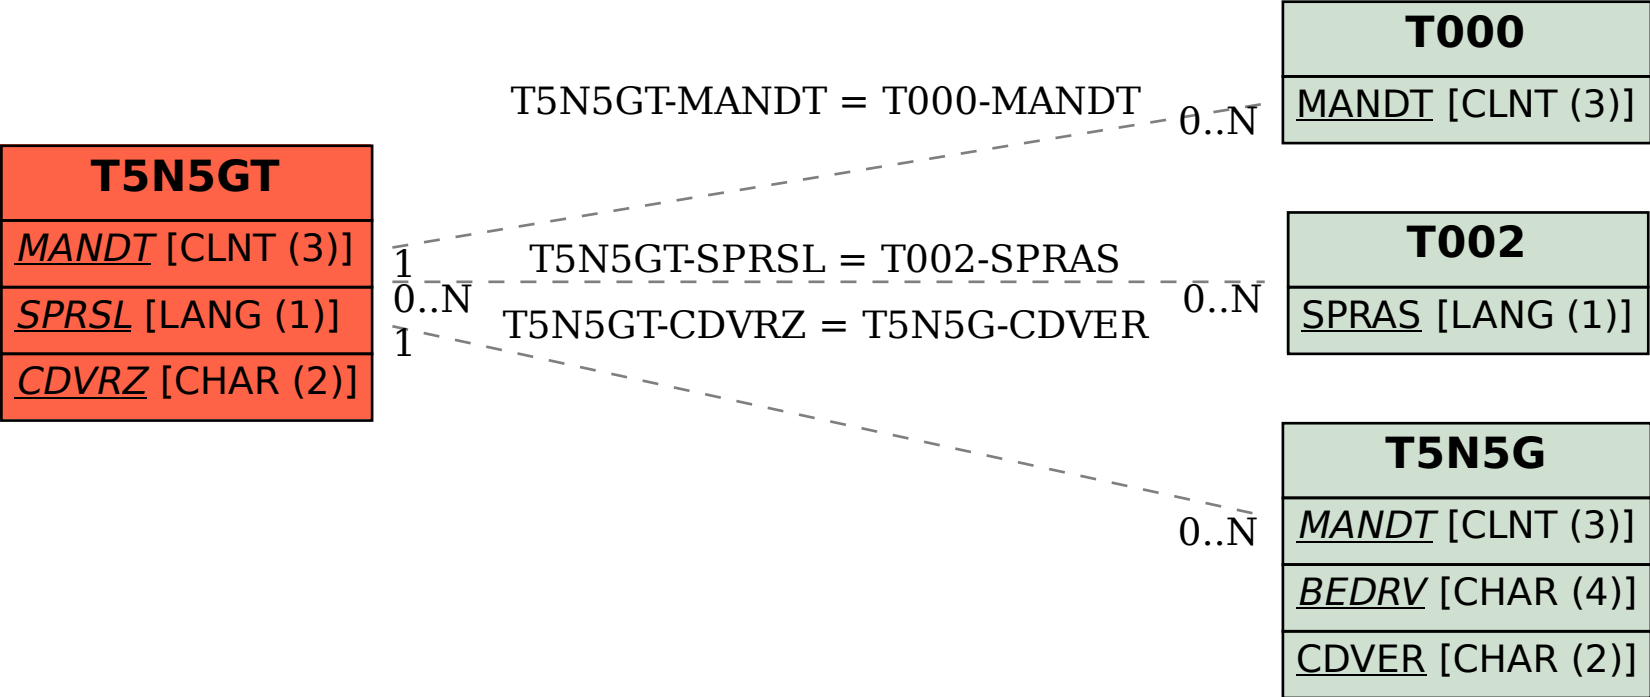 T5N5GT
MANDT [CLNT (3)]
SPRSL [LANG (1)]
CDVRZ [CHAR (2)]
T5N5GT-MANDT = T000-MANDT
1
0..N
T5N5GT-SPRSL = T002-SPRAS
0..N
0..N
T5N5GT-CDVRZ = T5N5G-CDVER
1
0..N
T000
MANDT [CLNT (3)]
T002
SPRAS [LANG (1)]
T5N5G
MANDT [CLNT (3)]
BEDRV [CHAR (4)]
CDVER [CHAR (2)]